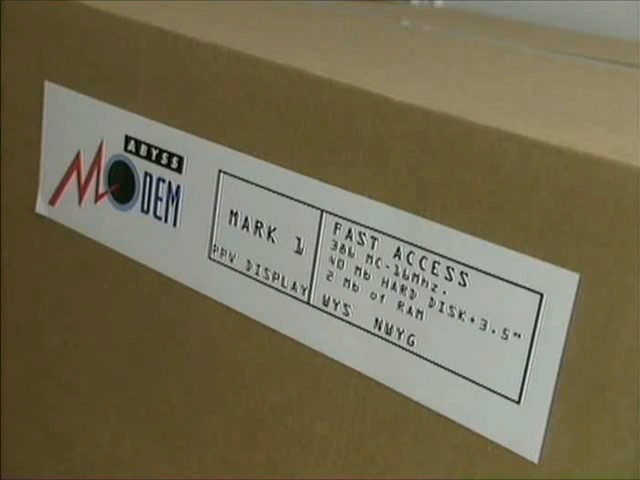 ABYSS
MODEM
MARK 1
PPV DISPLAY
FAST ACCESS
386 MC-16Mhz.
40 Mb HARD DISK+3.5"
2 Mb of RAM
WYS NWYG